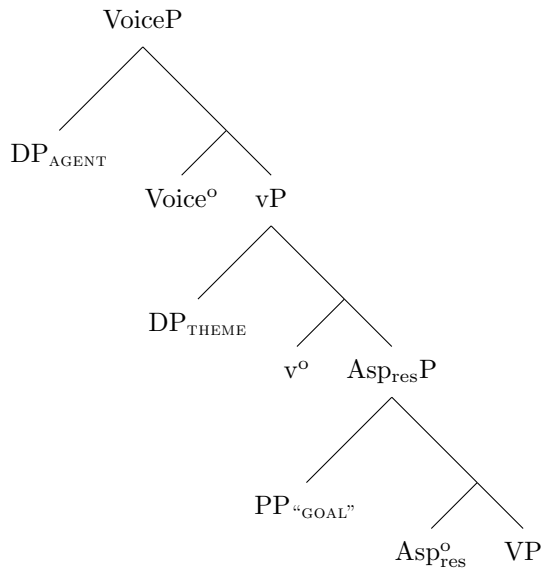 VoiceP
DP_AGENT
Voice° vP
DP_THEME
v° Asp_resP
PP_“GOAL”
Asp°_res VP